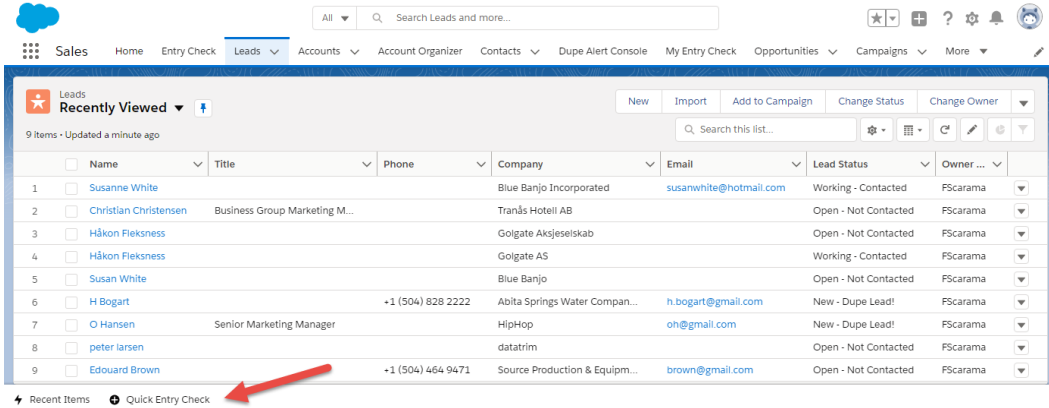 All Search Leads and more...
Sales Home Entry Check Leads Accounts Account Organizer Contacts Dupe Alert Console My Entry Check Opportunities Campaigns More
Leads
Recently Viewed
New Import Add to Campaign Change Status Change Owner
9 items • Updated a minute ago
Search this list...
Name Title Phone Company Email Lead Status Owner ...
1 Susanne White Blue Banjo Incorporated susanwhite@hotmail.com Working - Contacted FScarama
2 Christian Christensen Business Group Marketing M... Tranås Hotell AB Open - Not Contacted FScarama
3 Håkon Fleksness Golgate Aksjeselskab Open - Not Contacted FScarama
4 Håkon Fleksness Golgate AS Working - Contacted FScarama
5 Susan White Blue Banjo Open - Not Contacted FScarama
6 H Bogart +1 (504) 828 2222 Abita Springs Water Compan... h.bogart@gmail.com New - Dupe Lead! FScarama
7 O Hansen Senior Marketing Manager HipHop oh@gmail.com New - Dupe Lead! FScarama
8 peter larsen datatrim Open - Not Contacted FScarama
9 Edouard Brown +1 (504) 464 9471 Source Production & Equipm... brown@gmail.com Open - Not Contacted FScarama
Recent Items Quick Entry Check